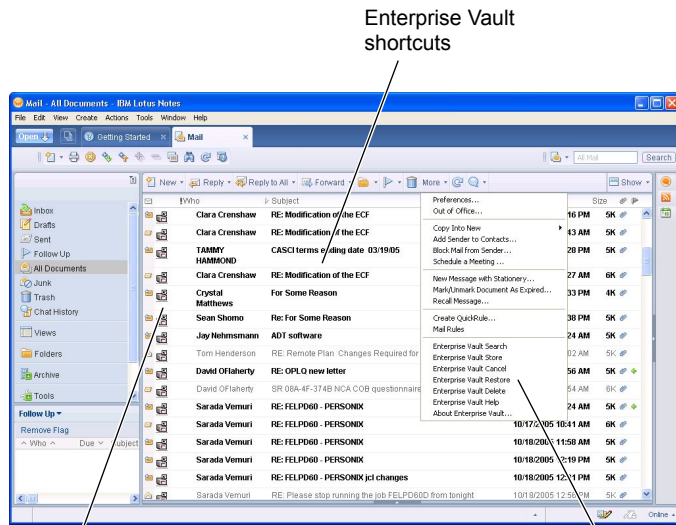 Enterprise Vault
shortcuts
Mail - All Documents - IBM Lotus Notes
File Edit View Create Actions Tools Window Help
Open Getting Started × Mail ×
All Mail Search
New Reply Reply to All Forward More Show
! Who Subject Size
Inbox
Drafts
Sent
Follow Up
All Documents
Junk
Trash
Chat History
Views
Folders
Archive
Tools
Follow Up
Remove Flag
Who Due Subject
Clara Crenshaw RE: Modification of the ECF 16 PM 5K
Clara Crenshaw RE: Modification of the ECF 43 AM 5K
TAMMY HAMMOND CASCI terms ending date 03/19/05 28 PM 5K
Clara Crenshaw RE: Modification of the ECF 27 AM 6K
Crystal Matthews For Some Reason 33 PM 4K
Sean Shomo Re: For Some Reason 38 PM 5K
Jay Nehmsmann ADT software 24 AM 5K
Tom Henderson RE: Remote Plan Changes Required for 02 AM 5K
David OFlaherty RE: OPLQ new letter 56 AM 5K
David OFlaherty SR 08A-4F-374B NCA COB questionnaire 54 AM 6K
Sarada Vemuri RE: FELPD60 - PERSONIX 24 AM 5K
Sarada Vemuri RE: FELPD60 - PERSONIX 10/17/2005 10:41 AM 6K
Sarada Vemuri RE: FELPD60 - PERSONIX 10/18/2005 11:58 AM 5K
Sarada Vemuri RE: FELPD60 - PERSONIX 10/18/2005 12:19 PM 5K
Sarada Vemuri RE: FELPD60 - PERSONIX jcl changes 10/18/2005 12:21 PM 5K
Sarada Vemuri RE: Please stop running the job FELPD60D from tonight 10/18/2005 12:56 PM 5K
Preferences...
Out of Office...
Copy Into New
Add Sender to Contacts...
Block Mail from Sender...
Schedule a Meeting ...
New Message with Stationery...
Mark/Unmark Document As Expired...
Recall Message...
Create QuickRule...
Mail Rules
Enterprise Vault Search
Enterprise Vault Store
Enterprise Vault Cancel
Enterprise Vault Restore
Enterprise Vault Delete
Enterprise Vault Help
About Enterprise Vault...
Online